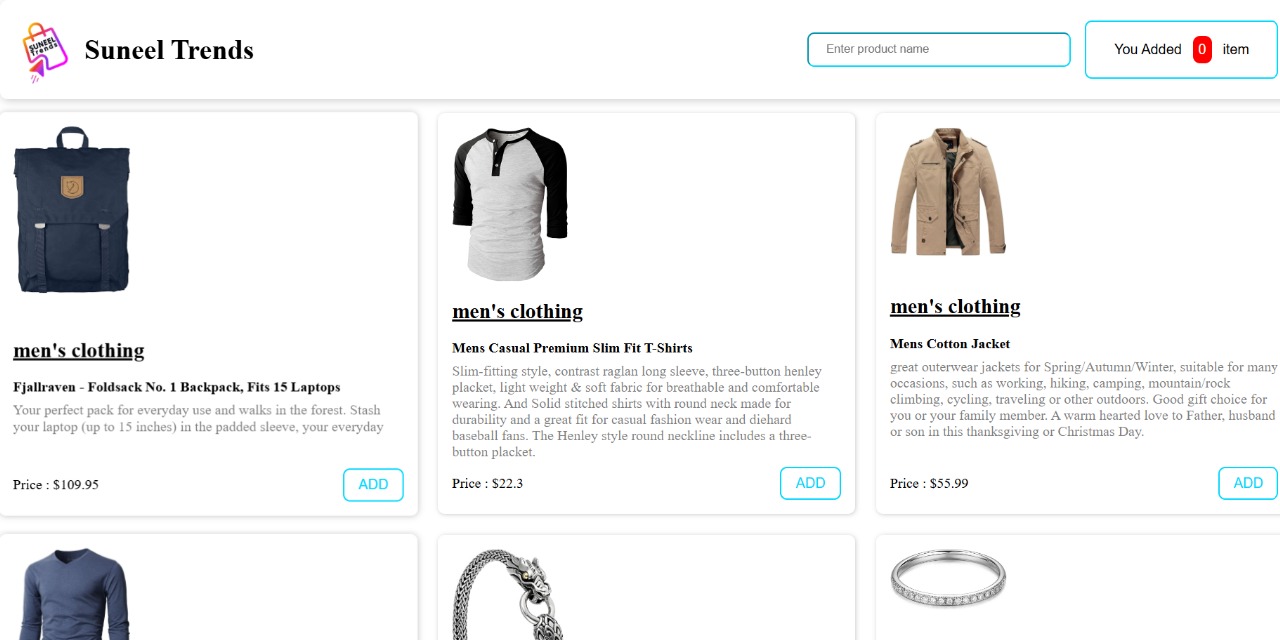 SUNEEL
Trends
Suneel Trends
Enter product name
You Added 0 item
men's clothing
Fjallraven - Foldsack No. 1 Backpack, Fits 15 Laptops
Your perfect pack for everyday use and walks in the forest. Stash
your laptop (up to 15 inches) in the padded sleeve, your everyday
Price : $109.95
ADD
men's clothing
Mens Casual Premium Slim Fit T-Shirts
Slim-fitting style, contrast raglan long sleeve, three-button henley
placket, light weight & soft fabric for breathable and comfortable
wearing. And Solid stitched shirts with round neck made for
durability and a great fit for casual fashion wear and diehard
baseball fans. The Henley style round neckline includes a three-
button placket.
Price : $22.3
ADD
men's clothing
Mens Cotton Jacket
great outerwear jackets for Spring/Autumn/Winter, suitable for many
occasions, such as working, hiking, camping, mountain/rock
climbing, cycling, traveling or other outdoors. Good gift choice for
you or your family member. A warm hearted love to Father, husband
or son in this thanksgiving or Christmas Day.
Price : $55.99
ADD